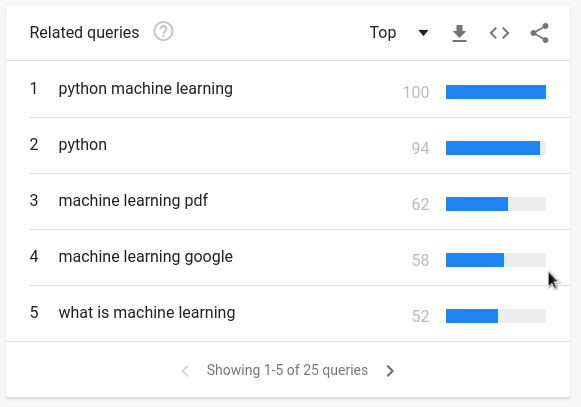 Related queries ? Top
1 python machine learning 100
2 python 94
3 machine learning pdf 62
4 machine learning google 58
5 what is machine learning 52
Showing 1-5 of 25 queries